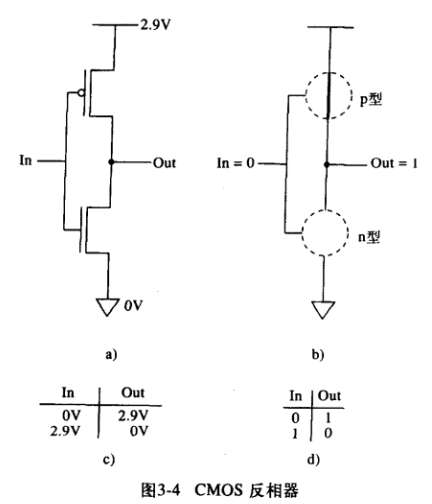 2.9V
In
Out
0V
a)
p型
In = 0
Out = 1
n型
b)
In Out
0V 2.9V
2.9V 0V
c)
In Out
0 1
1 0
d)
图3-4 CMOS 反相器